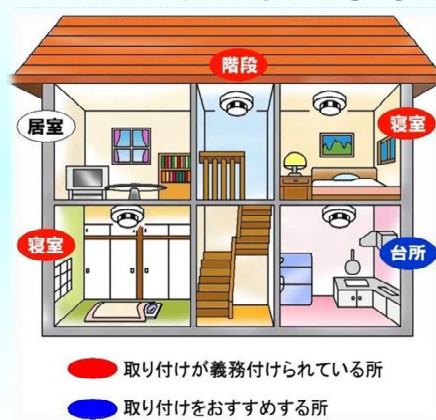 階段
居室
寝室
寝室
台所
取り付けが義務付けられている所
取り付けをおすすめする所